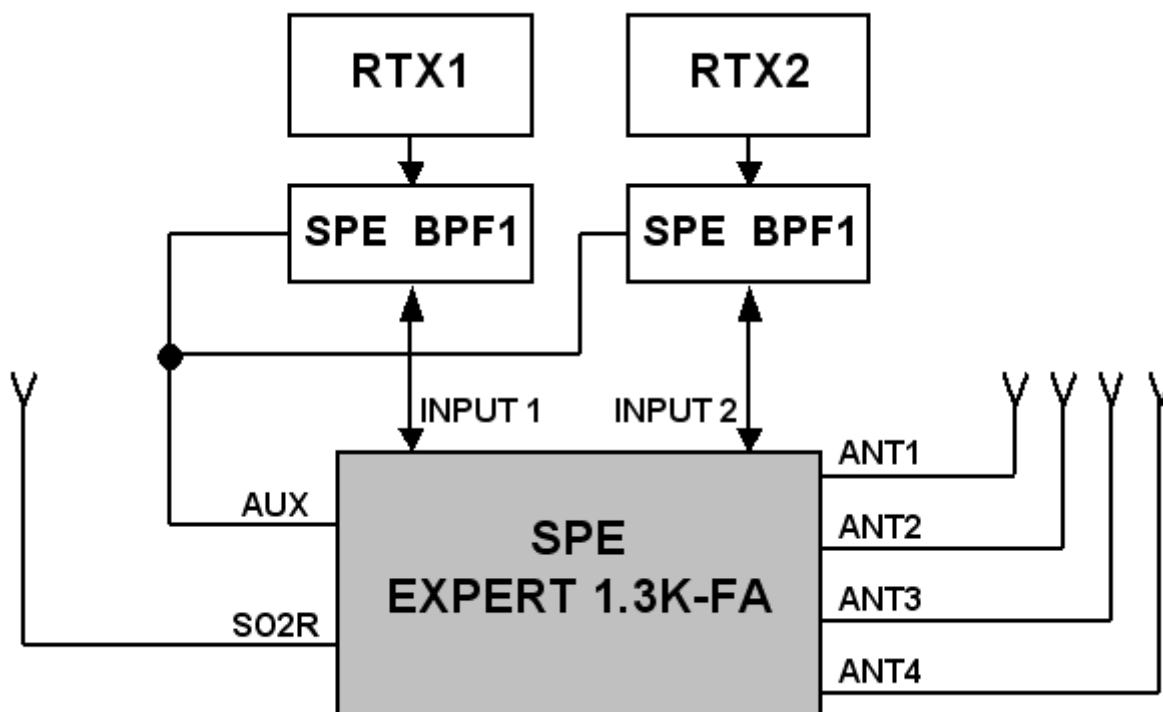 RTX1
RTX2
SPE BPF1
SPE BPF1
INPUT 1
INPUT 2
ANT1
AUX
SPE
ANT2
EXPERT 1.3K-FA
ANT3
SO2R
ANT4